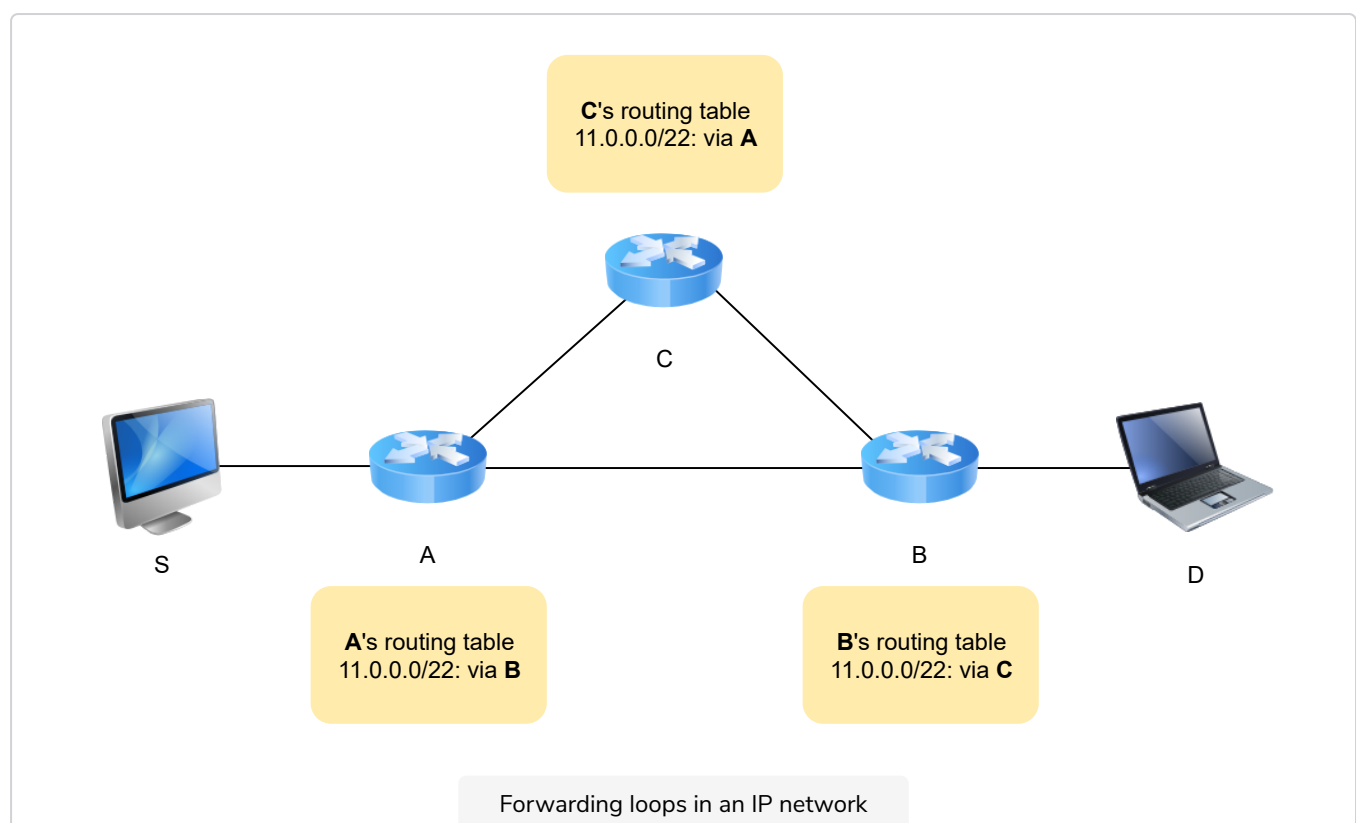 C's routing table
11.0.0.0/22: via A
C
S
A
B
D
A's routing table
11.0.0.0/22: via B
B's routing table
11.0.0.0/22: via C
Forwarding loops in an IP network